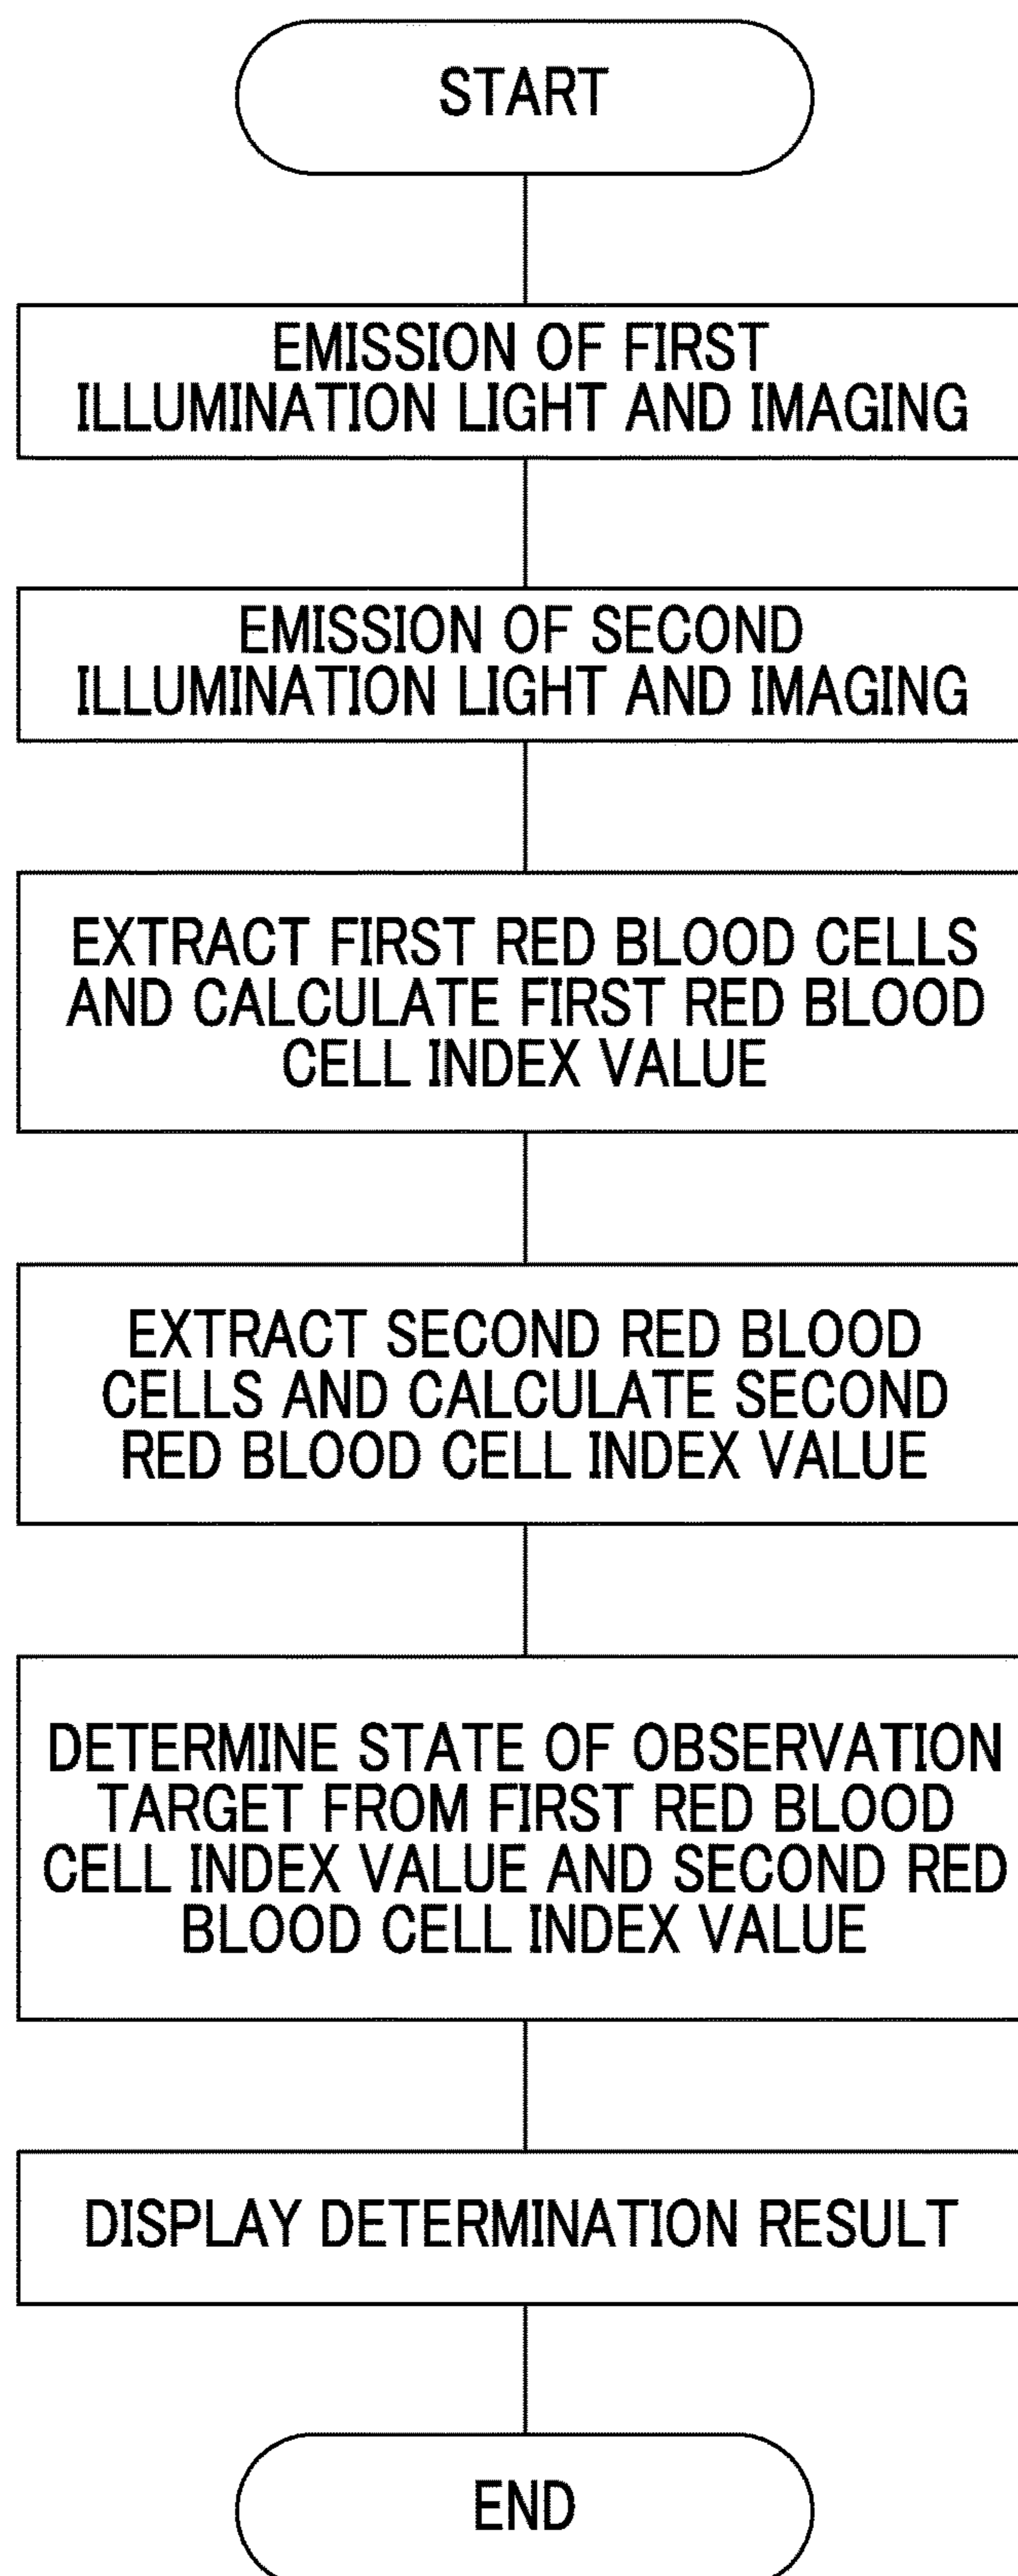 START
EMISSION OF FIRST
ILLUMINATION LIGHT AND IMAGING
EMISSION OF SECOND
ILLUMINATION LIGHT AND IMAGING
EXTRACT FIRST RED BLOOD CELLS
AND CALCULATE FIRST RED BLOOD
CELL INDEX VALUE
EXTRACT SECOND RED BLOOD
CELLS AND CALCULATE SECOND
RED BLOOD CELL INDEX VALUE
DETERMINE STATE OF OBSERVATION
TARGET FROM FIRST RED BLOOD
CELL INDEX VALUE AND SECOND RED
BLOOD CELL INDEX VALUE
DISPLAY DETERMINATION RESULT
END